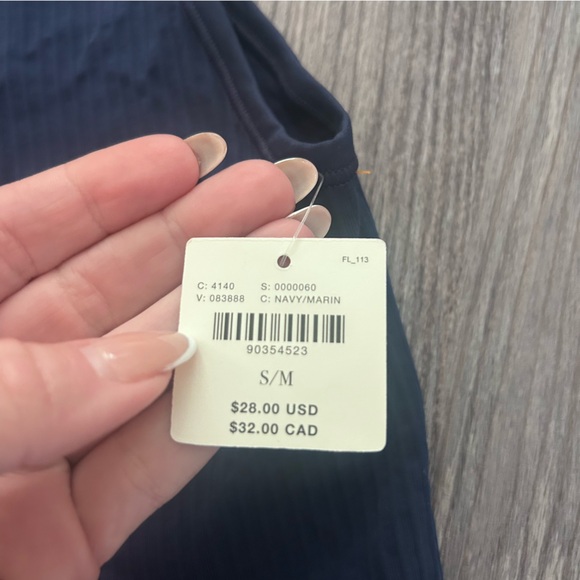 FL_113
C: 4140 S: 0000060
V: 083888 C: NAVY/MARIN
90354523
S/M
$28.00 USD
$32.00 CAD